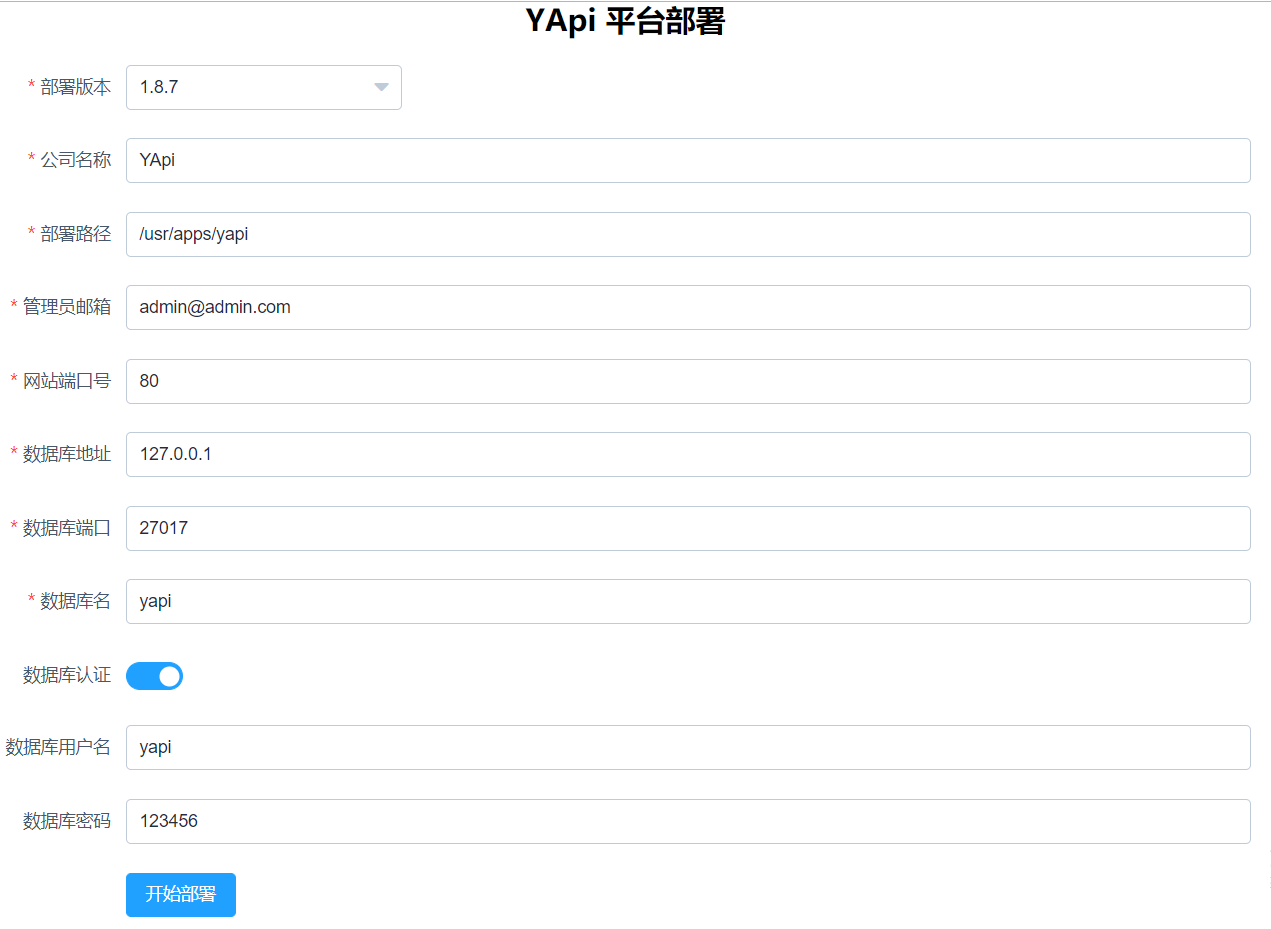 YApi 平台部署
* 部署版本 1.8.7
* 公司名称 YApi
* 部署路径 /usr/apps/yapi
* 管理员邮箱 admin@admin.com
* 网站端口号 80
* 数据库地址 127.0.0.1
* 数据库端口 27017
* 数据库名 yapi
数据库认证
数据库用户名 yapi
数据库密码 123456
开始部署